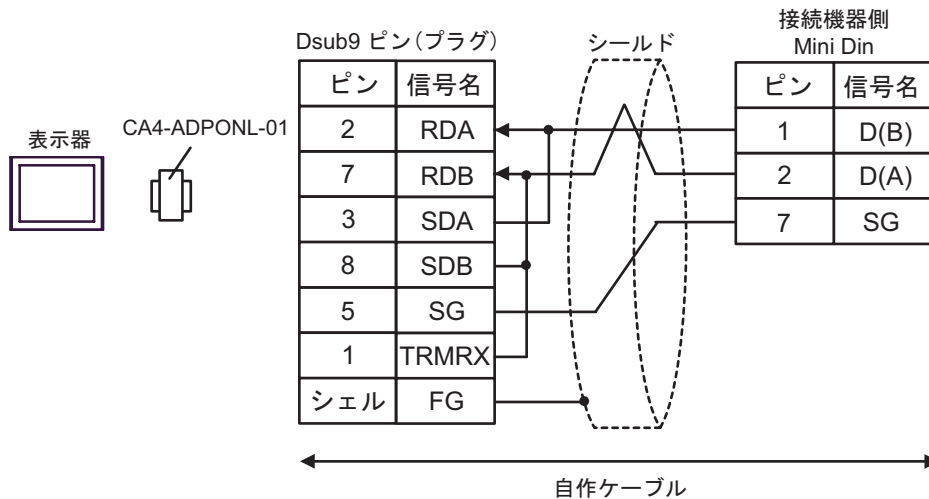 接続機器側
Dsub9 ピン(プラグ)
シールド
Mini Din
ピン 信号名
ピン 信号名
表示器
CA4-ADPONL-01
2 RDA
1 D(B)
7 RDB
2 D(A)
3 SDA
7 SG
8 SDB
5 SG
1 TRMRX
シェル FG
自作ケーブル